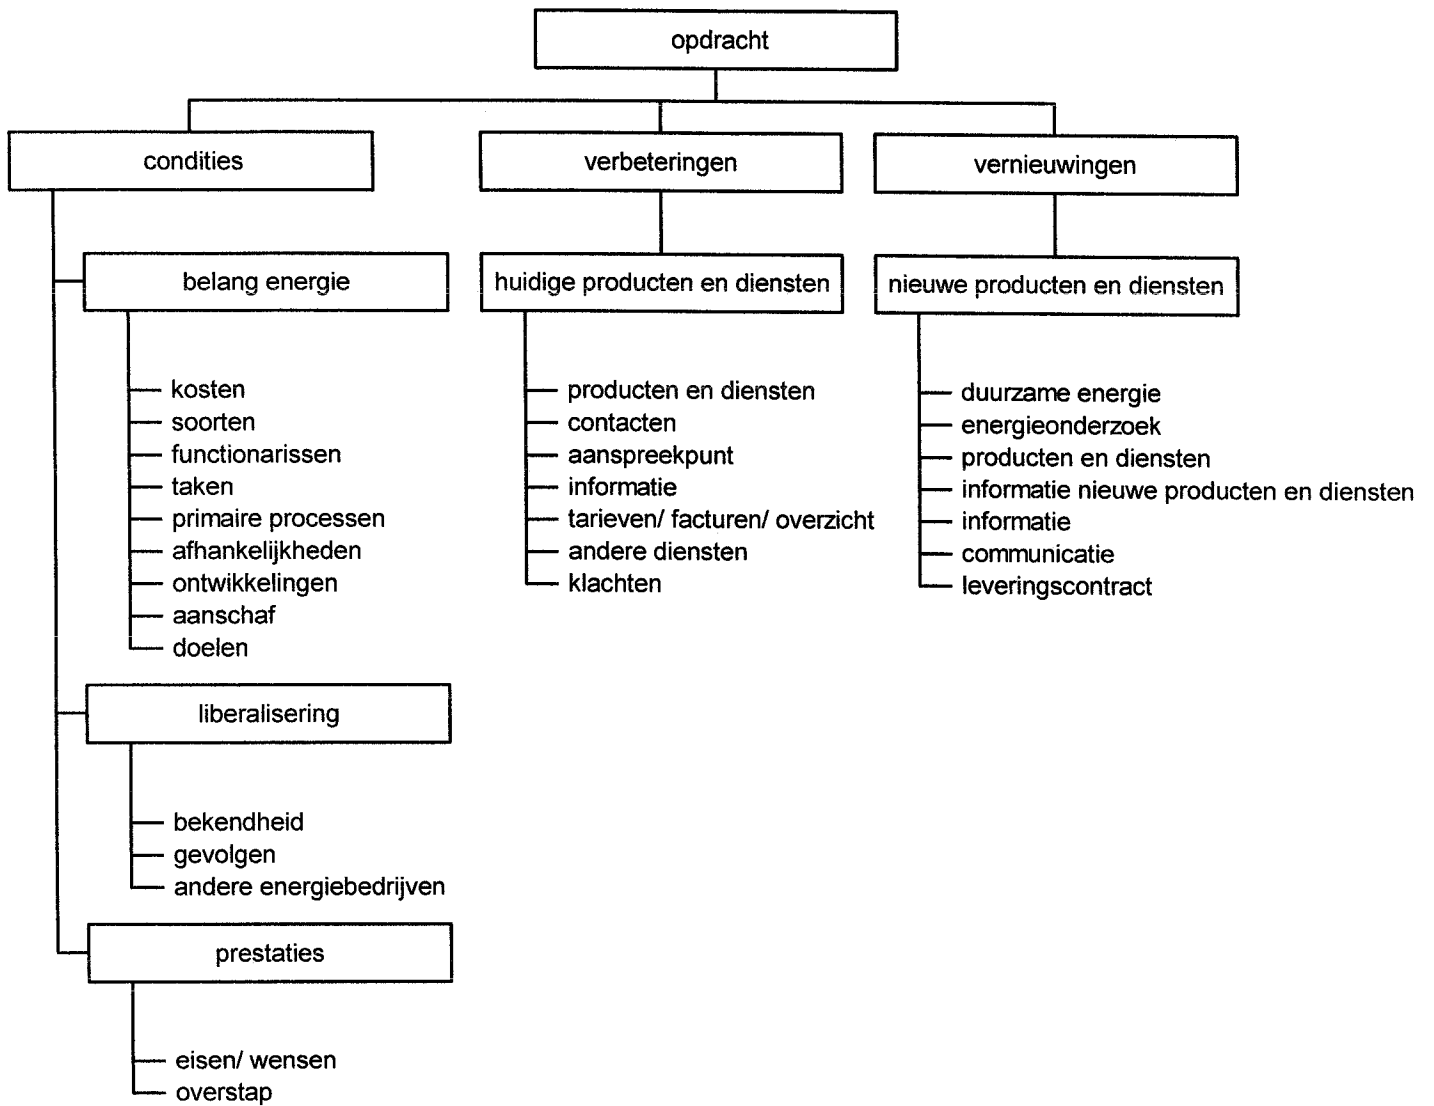 opdracht
condities
verbeteringen
vernieuwingen
belang energie
huidige producten en diensten
nieuwe producten en diensten
kosten
soorten
functionarissen
taken
primaire processen
afhankelijkheden
ontwikkelingen
aanschaf
doelen
producten en diensten
contacten
aanspreekpunt
informatie
tarieven/ facturen/ overzicht
andere diensten
klachten
duurzame energie
energieonderzoek
producten en diensten
informatie nieuwe producten en diensten
informatie
communicatie
leveringscontract
liberalisering
bekendheid
gevolgen
andere energiebedrijven
prestaties
eisen/ wensen
overstap